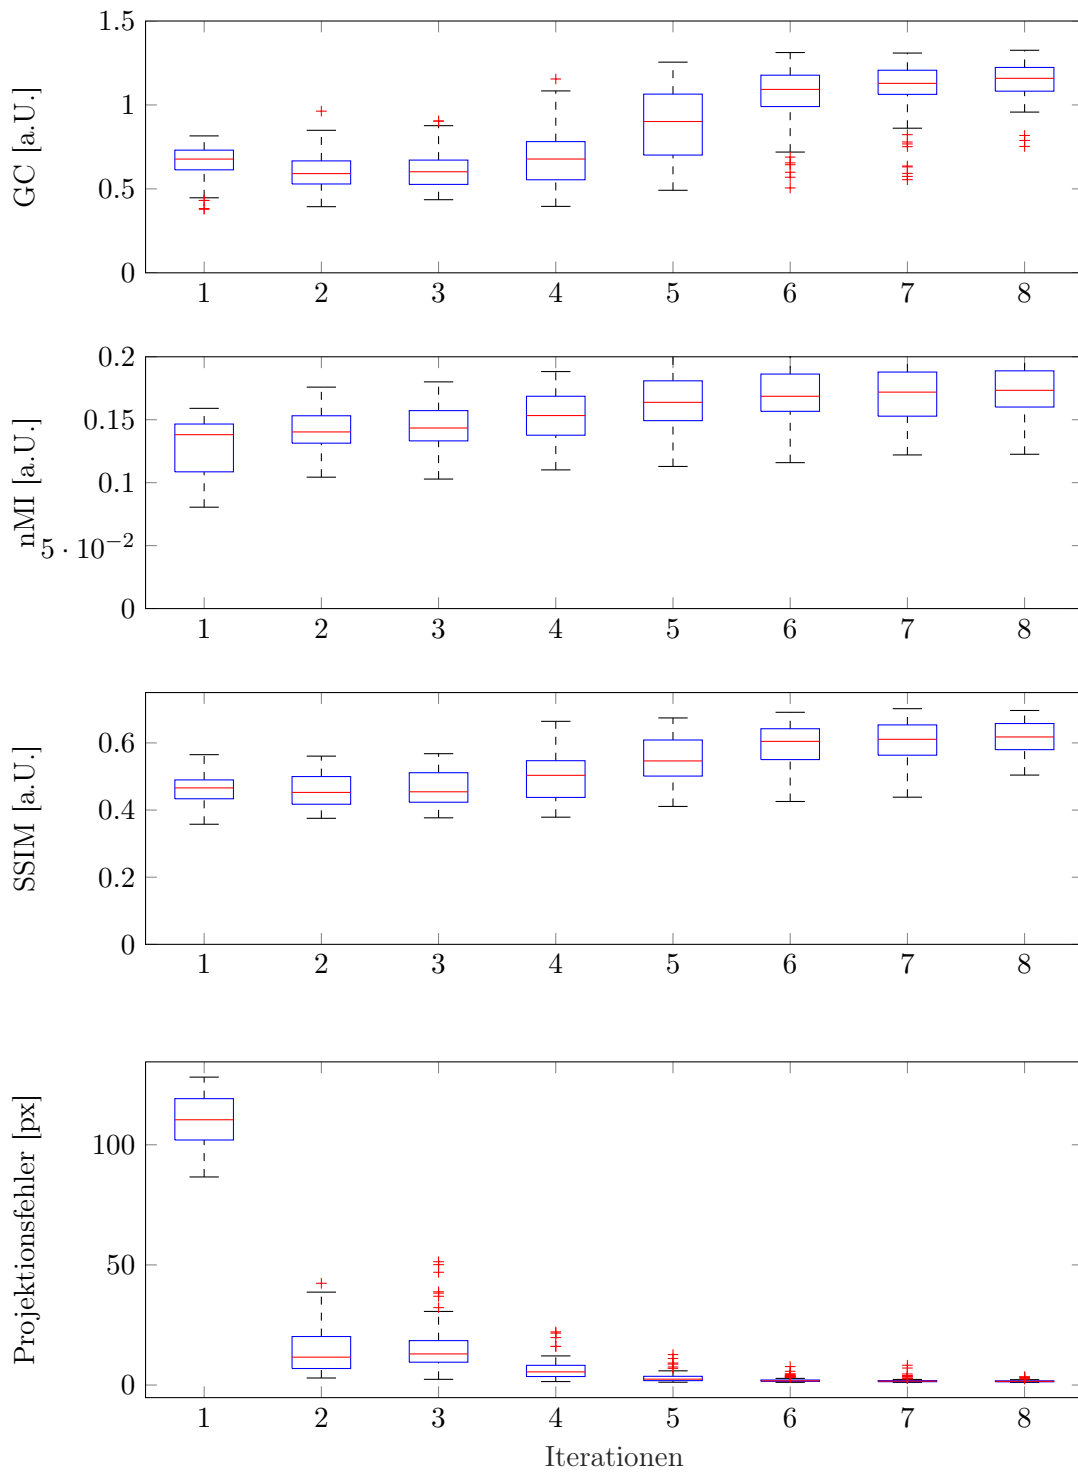 1.5
1
0.5
0
GC [a.U.]
1 2 3 4 5 6 7 8
0.2
0.15
0.1
5 · 10⁻²
0
nMI [a.U.]
1 2 3 4 5 6 7 8
0.6
0.4
0.2
0
SSIM [a.U.]
1 2 3 4 5 6 7 8
100
50
0
Projektionsfehler [px]
1 2 3 4 5 6 7 8
Iterationen